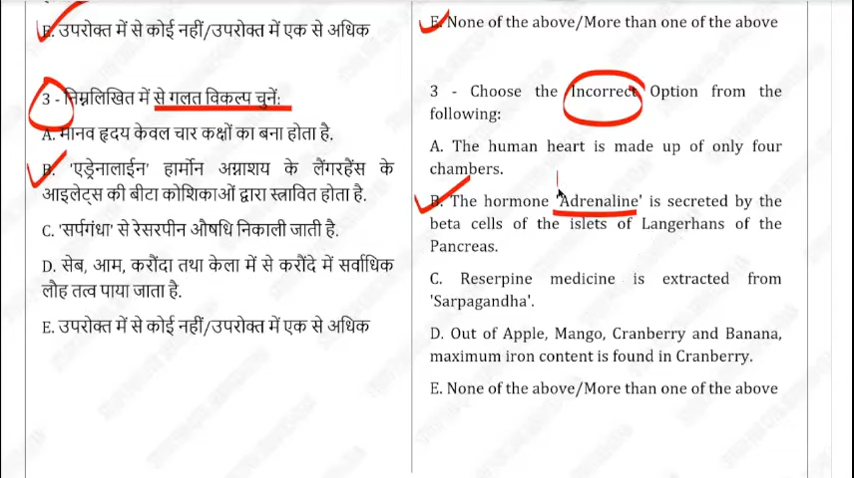 E. उपरोक्त में से कोई नहीं/उपरोक्त में एक से अधिक
3 - निम्नलिखित में से गलत विकल्प चुनें:
A. मानव हृदय केवल चार कक्षों का बना होता है.
B. 'एड्रेनालाईन' हार्मोन अग्नाशय के लैंगरहैंस के
आइलेट्स की बीटा कोशिकाओं द्वारा स्त्रावित होता है.
C. 'सर्पगंधा' से रेसरपीन औषधि निकाली जाती है.
D. सेब, आम, करौंदा तथा केला में से करौंदे में सर्वाधिक
लौह तत्व पाया जाता है.
E. उपरोक्त में से कोई नहीं/उपरोक्त में एक से अधिक
E. None of the above/More than one of the above
3 - Choose the Incorrect Option from the
following:
A. The human heart is made up of only four
chambers.
B. The hormone 'Adrenaline' is secreted by the
beta cells of the islets of Langerhans of the
Pancreas.
C. Reserpine medicine is extracted from
'Sarpagandha'.
D. Out of Apple, Mango, Cranberry and Banana,
maximum iron content is found in Cranberry.
E. None of the above/More than one of the above